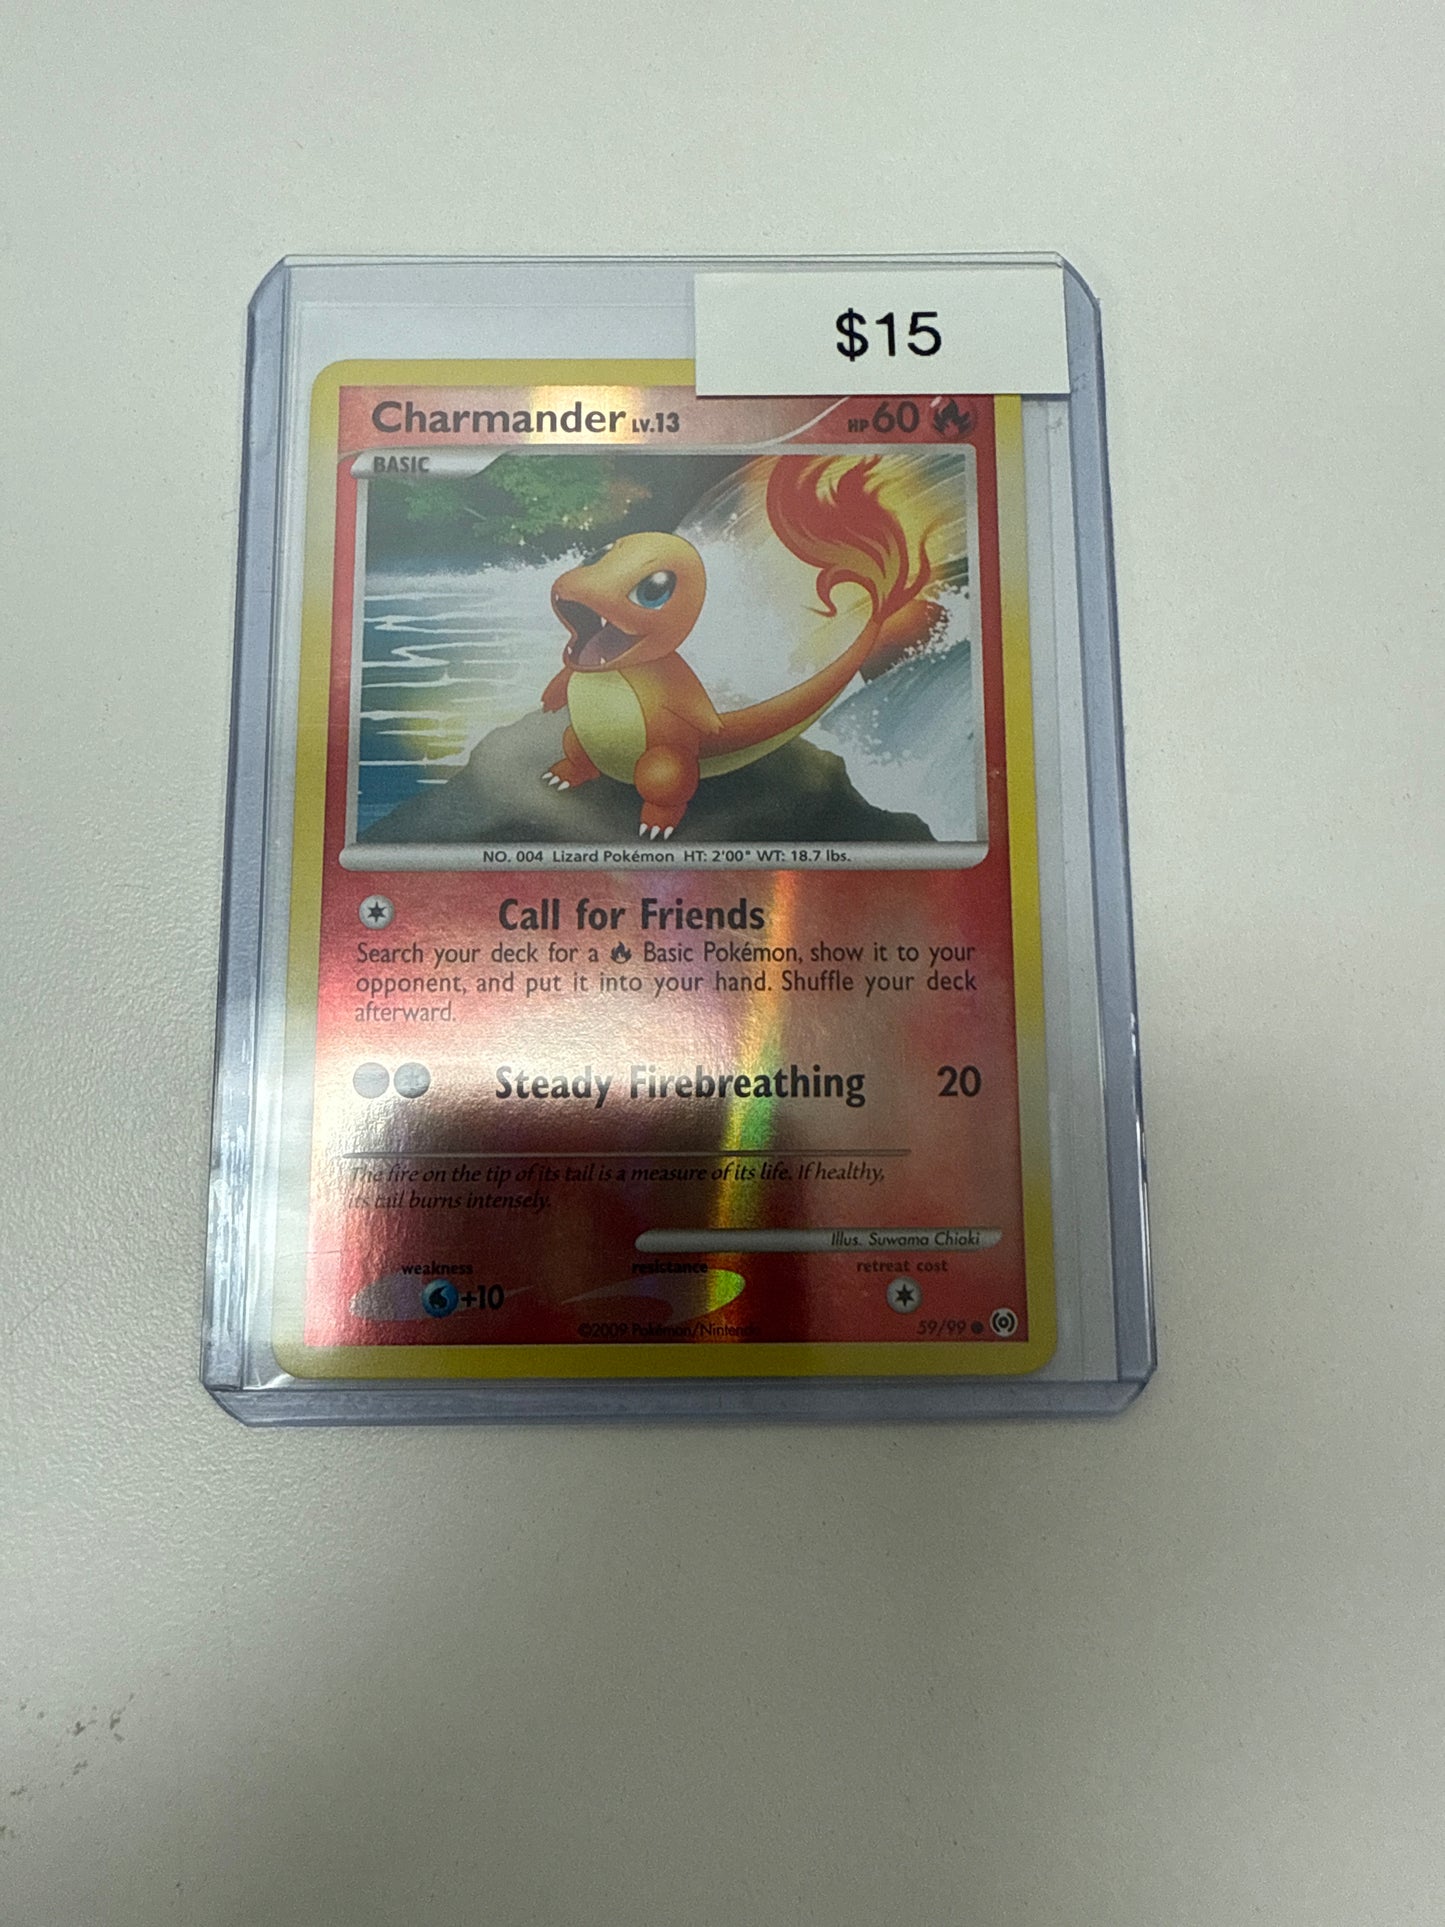 $15
Charmander LV.13 HP 60
BASIC
NO. 004 Lizard Pokémon HT: 2'00" WT: 18.7 lbs.
Call for Friends
Search your deck for a Basic Pokémon, show it to your
opponent, and put it into your hand. Shuffle your deck
afterward.
Steady Firebreathing 20
The fire on the tip of its tail is a measure of its life. If healthy,
its tail burns intensely.
Illus. Suwama Chiaki
weakness resistance retreat cost
+10
©2009 Pokémon/Nintendo 59/99